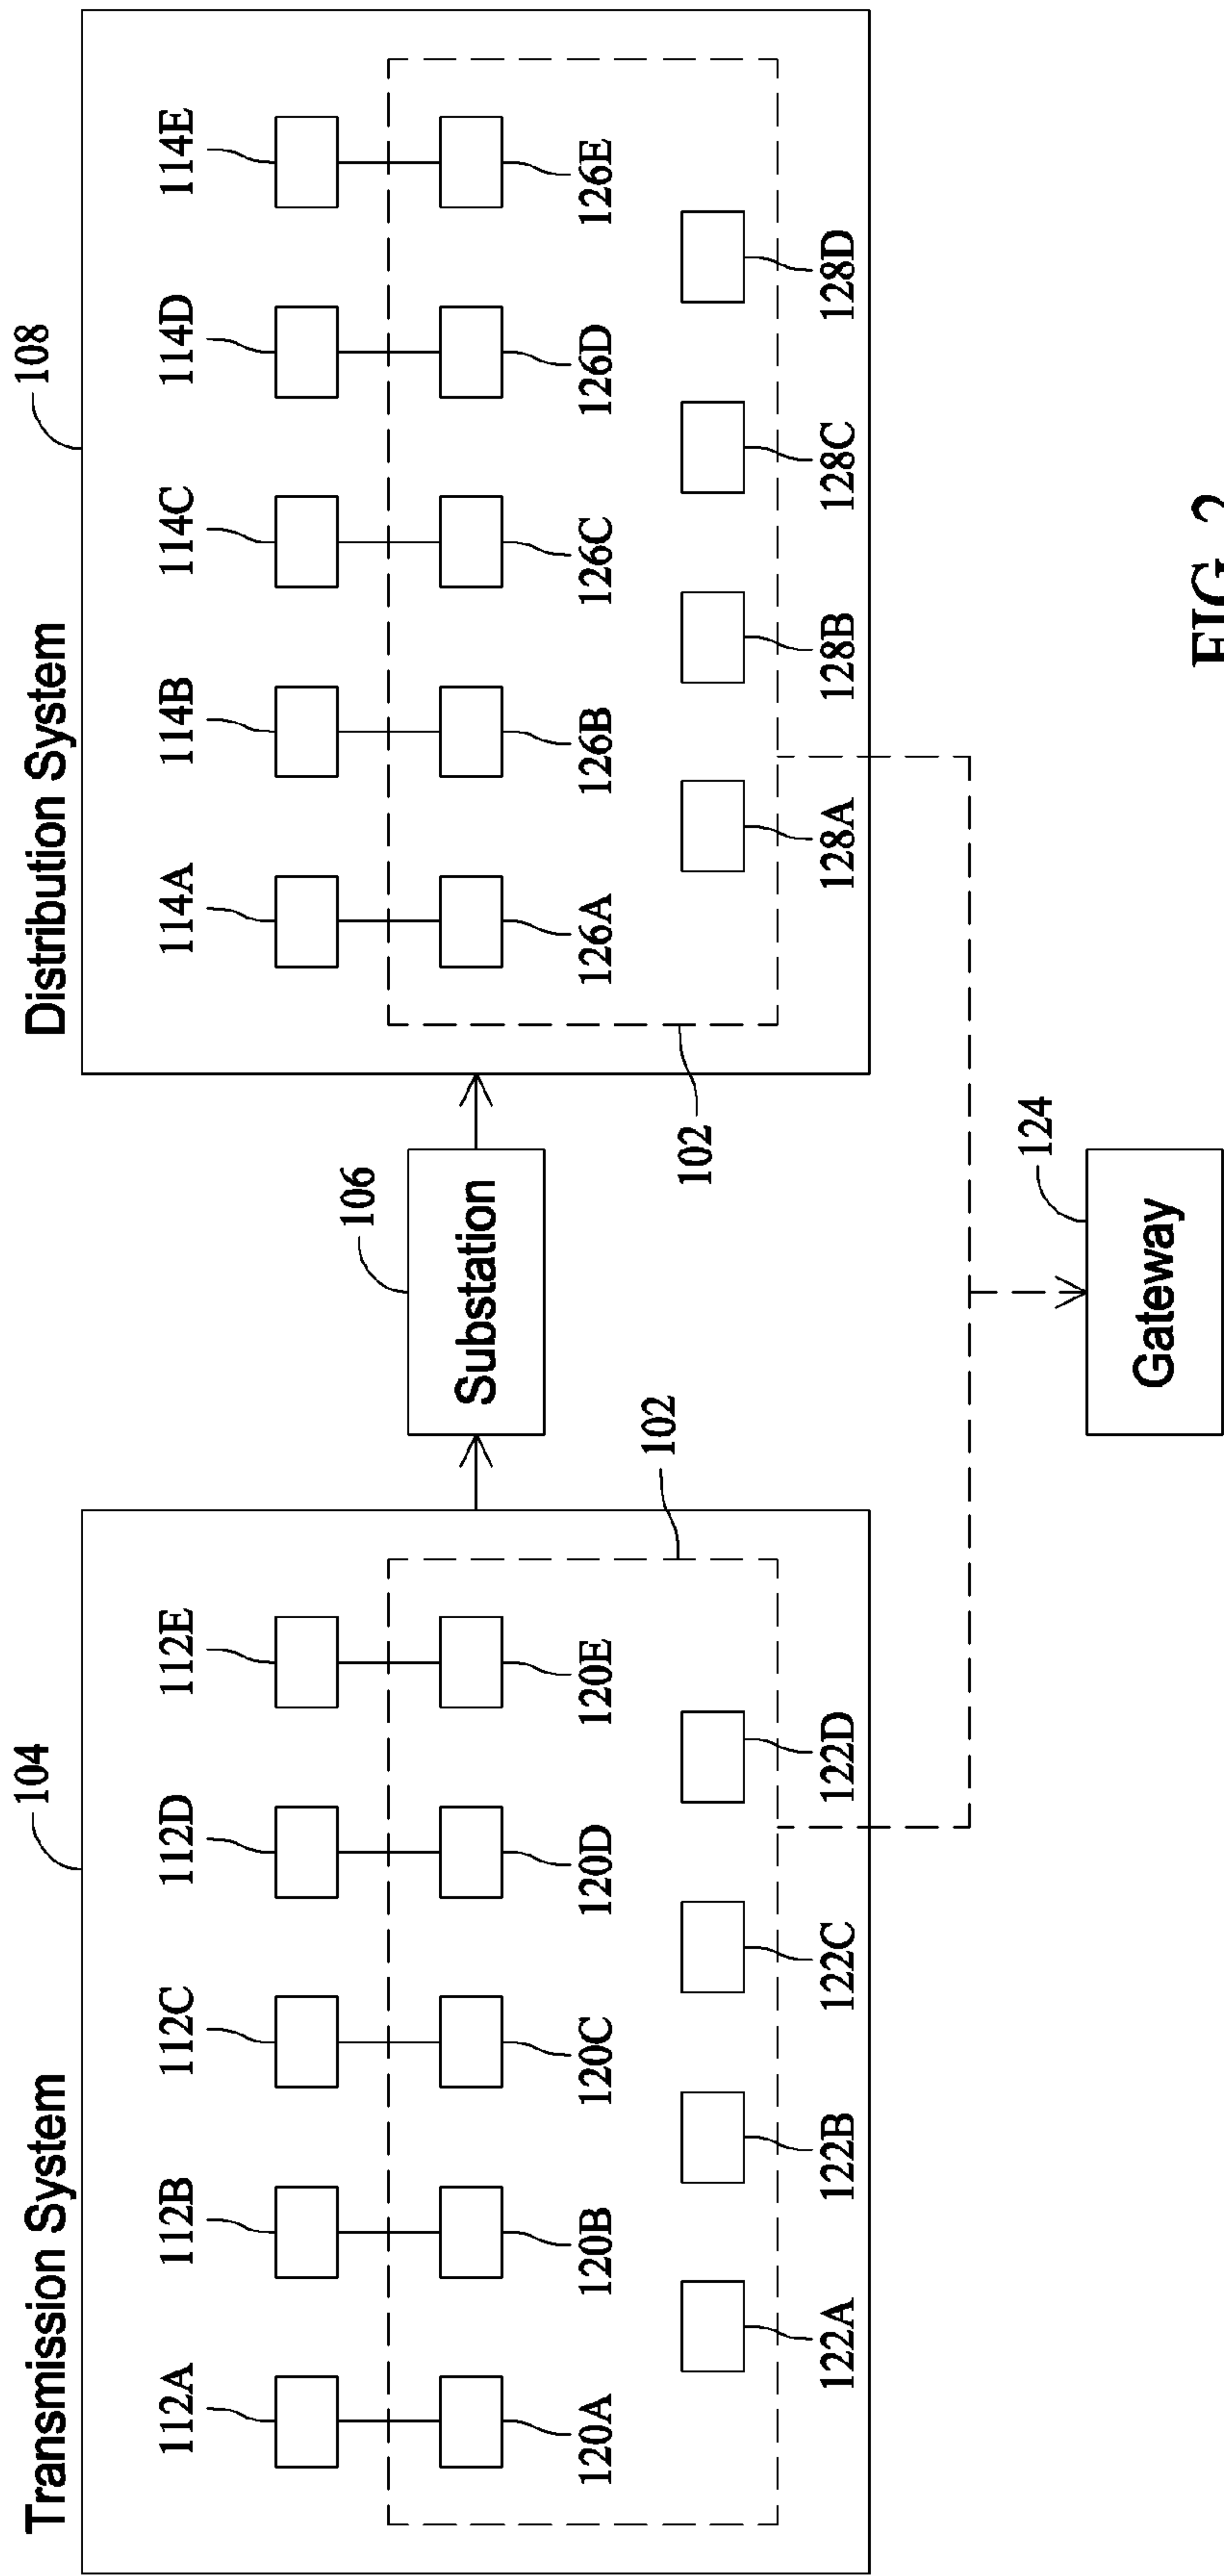 Transmission System
104
112A
112B
112C
112D
112E
120A
120B
120C
120D
120E
122A
122B
122C
122D
102
106
Substation
Distribution System
108
114A
114B
114C
114D
114E
126A
126B
126C
126D
126E
128A
128B
128C
128D
102
124
Gateway
FIG. 2